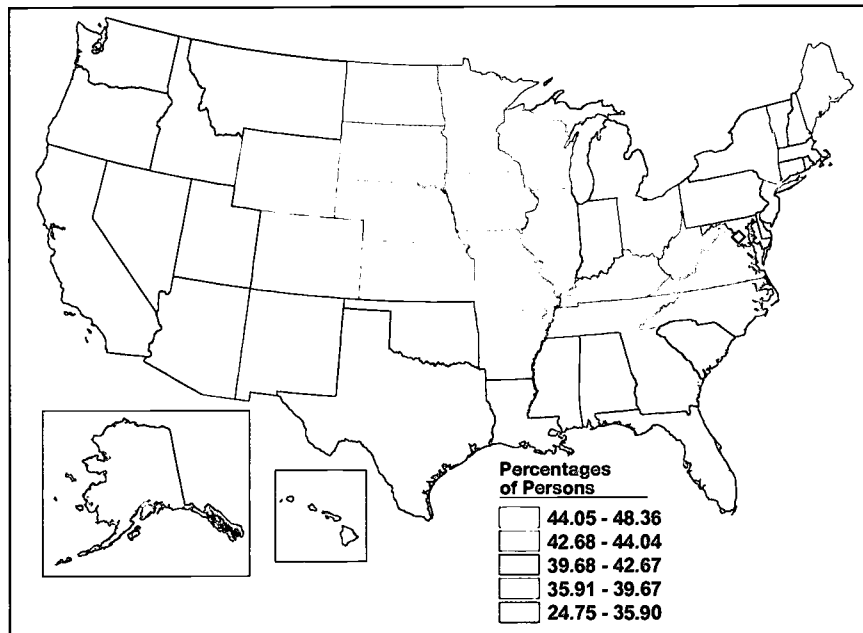 Percentages
of Persons
44.05 - 48.36
42.68 - 44.04
39.68 - 42.67
35.91 - 39.67
24.75 - 35.90